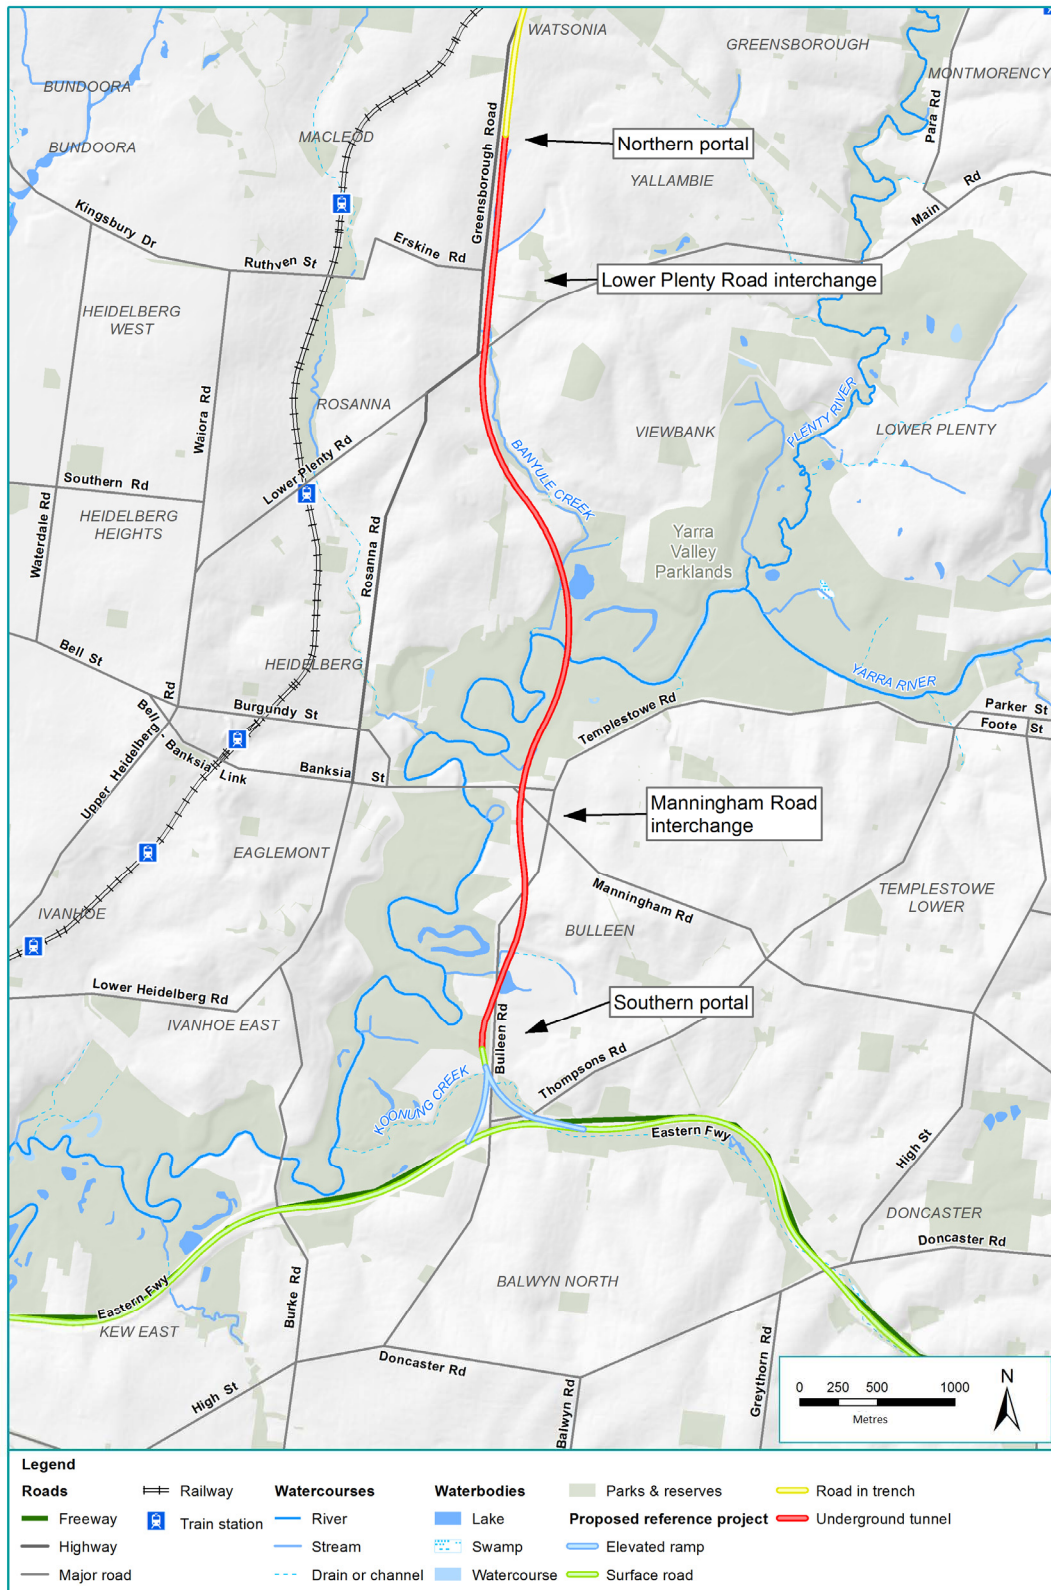 WATSONIA
GREENSBOROUGH
MONTMORENCY
BUNDOORA
MACLEOD
BUNDOORA
Greensborough Road
Northern portal
Para Rd
YALLAMBIE
Main Rd
Kingsbury Dr
Ruthven St
Erskine Rd
Lower Plenty Road interchange
HEIDELBERG
WEST
Waiora Rd
ROSANNA
VIEWBANK
PLENTY RIVER
LOWER PLENTY
Lower Plenty Rd
BANYULE CREEK
Southern Rd
HEIDELBERG
HEIGHTS
Waterdale Rd
Rosanna Rd
Yarra
Valley
Parklands
Bell St
HEIDELBERG
YARRA RIVER
Burgundy St
Templestowe Rd
Parker St
Foote St
Upper Heidelberg Rd
Bell - Banksia Link
Banksia St
Manningham Road
interchange
EAGLEMONT
IVANHOE
Manningham Rd
TEMPLESTOWE
LOWER
BULLEEN
Lower Heidelberg Rd
IVANHOE EAST
Southern portal
Bulleen Rd
Thompsons Rd
KOONUNG CREEK
Eastern Fwy
High St
DONCASTER
Doncaster Rd
Eastern Fwy
BALWYN NORTH
Burke Rd
KEW EAST
Doncaster Rd
High St
Balwyn Rd
Greythorn Rd
N
0 250 500 1000
Metres
Legend
Roads
Freeway
Highway
Major road
Railway
Train station
Watercourses
River
Stream
Drain or channel
Waterbodies
Lake
Swamp
Watercourse
Parks & reserves
Proposed reference project
Elevated ramp
Surface road
Road in trench
Underground tunnel